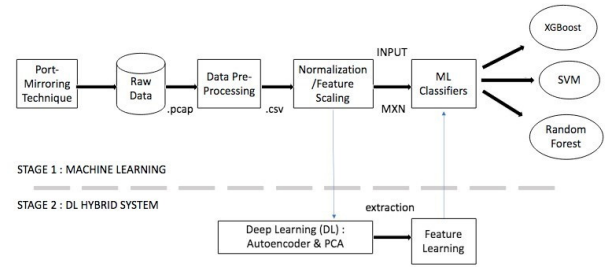 Port-
Mirroring
Technique
Raw
Data
.pcap
Data Pre-
Processing
.csv
Normalization
/Feature
Scaling
INPUT
MXN
ML
Classifiers
XGBoost
SVM
Random
Forest
STAGE 1 : MACHINE LEARNING
STAGE 2 : DL HYBRID SYSTEM
Deep Learning (DL) :
Autoencoder & PCA
extraction
Feature
Learning